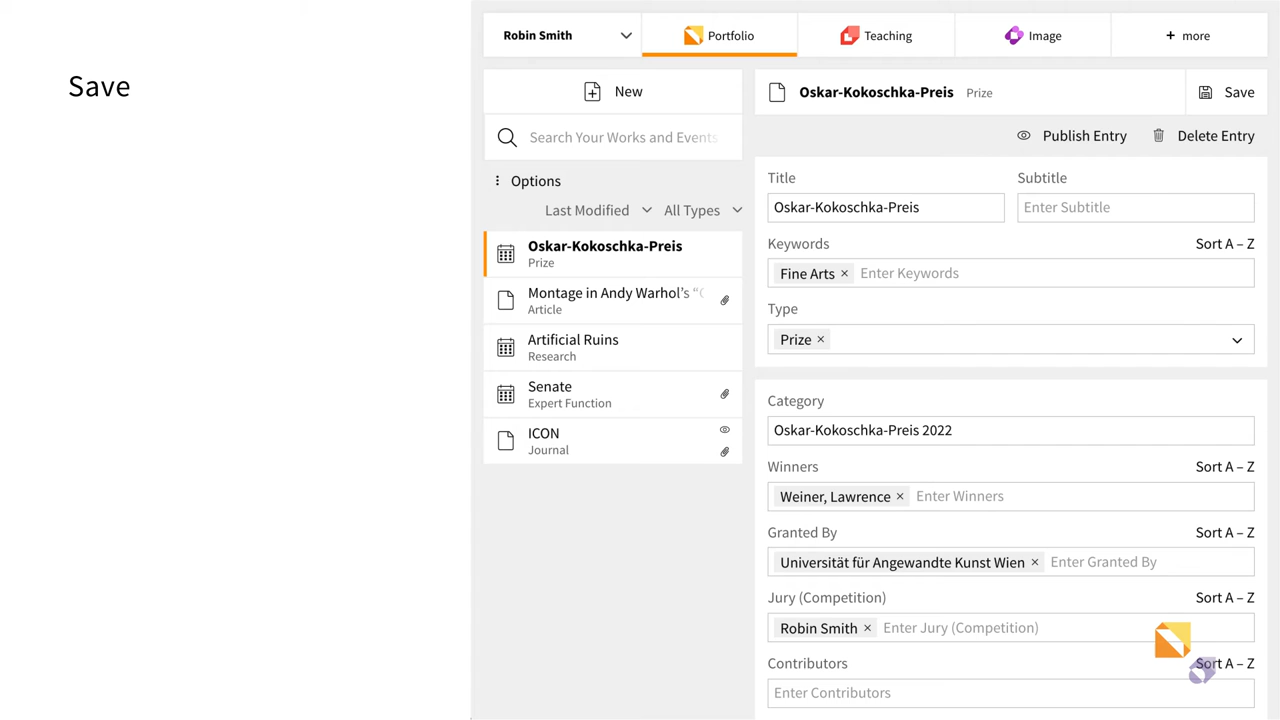 Save
Robin Smith
Portfolio
Teaching
Image
+ more
New
Search Your Works and Events
Options
Last Modified
All Types
Oskar-Kokoschka-Preis
Prize
Montage in Andy Warhol’s
Article
Artificial Ruins
Research
Senate
Expert Function
ICON
Journal
Oskar-Kokoschka-Preis Prize
Save
Publish Entry
Delete Entry
Title
Subtitle
Oskar-Kokoschka-Preis
Enter Subtitle
Keywords
Sort A – Z
Fine Arts × Enter Keywords
Type
Prize ×
Category
Oskar-Kokoschka-Preis 2022
Winners
Sort A – Z
Weiner, Lawrence × Enter Winners
Granted By
Sort A – Z
Universität für Angewandte Kunst Wien × Enter Granted By
Jury (Competition)
Sort A – Z
Robin Smith × Enter Jury (Competition)
Contributors
Sort A – Z
Enter Contributors